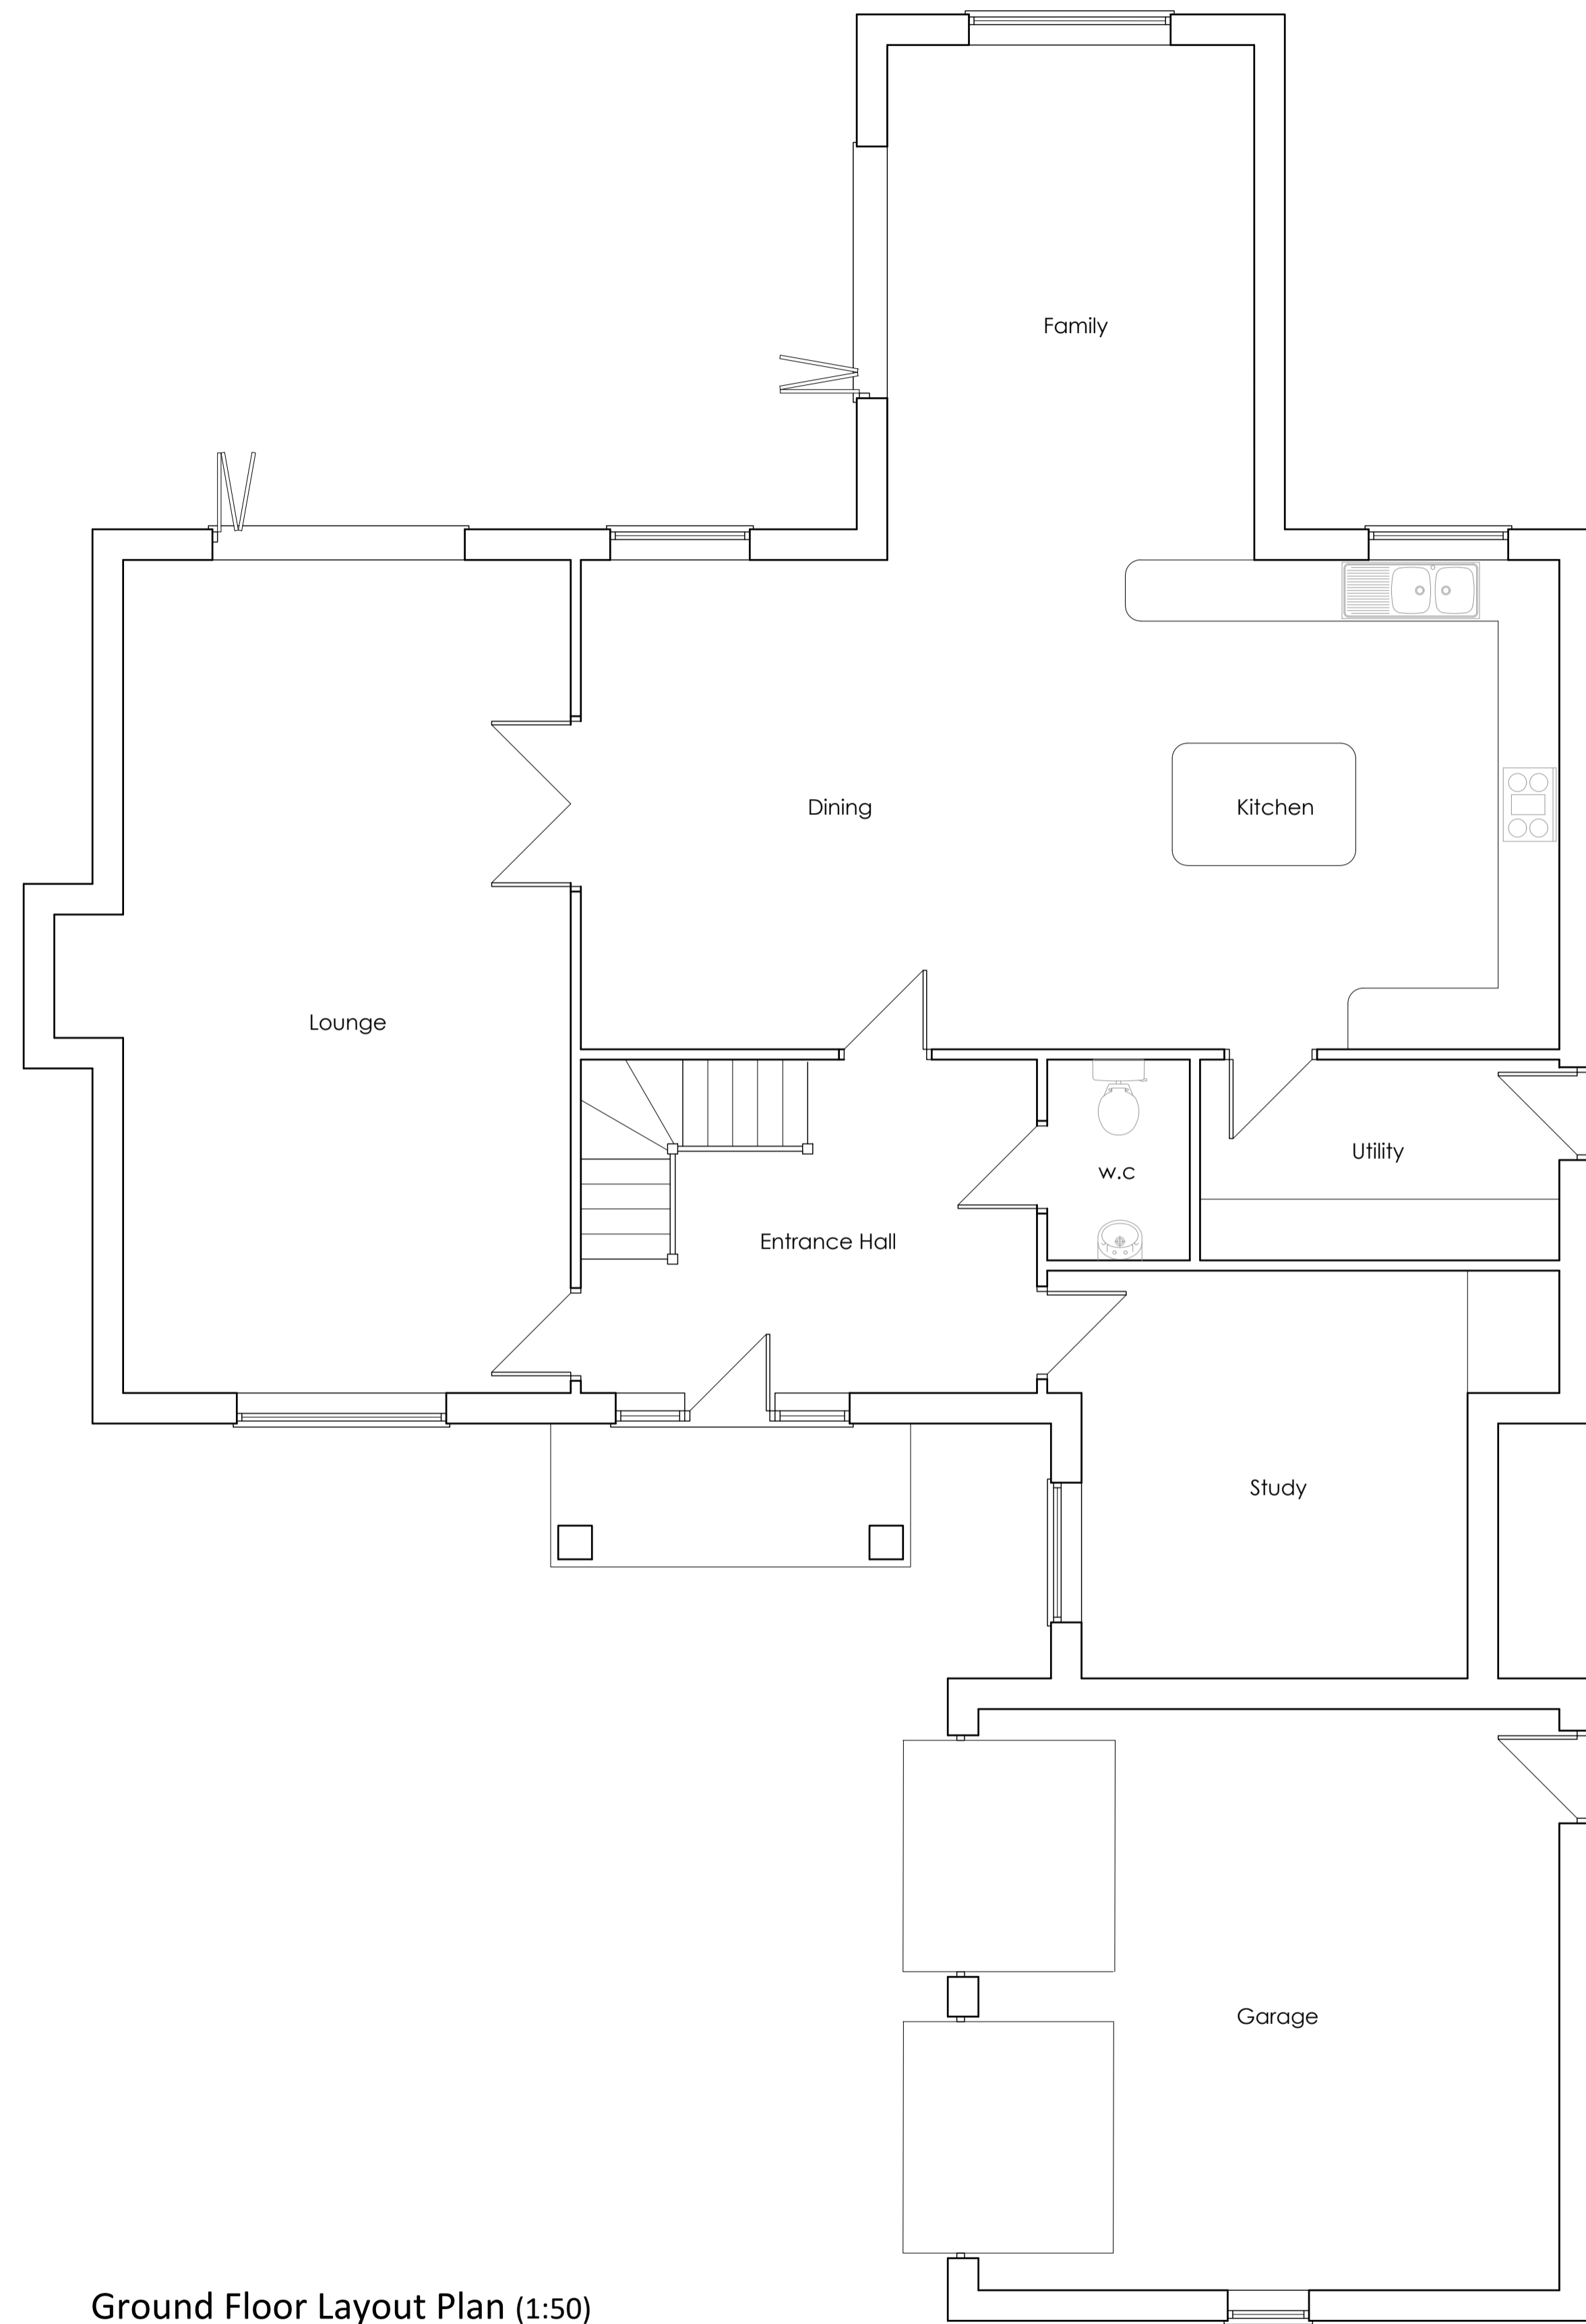 Family
Dining
Kitchen
Lounge
Utility
w.c
Entrance Hall
Study
Garage
Ground Floor Layout Plan (1:50)